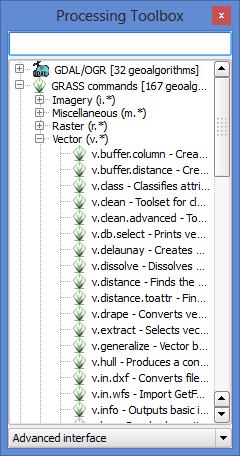 Processing Toolbox
x
GDAL/OGR [32 geoalgorithms]
GRASS commands [167 geoalg...
Imagery (i.*)
Miscellaneous (m.*)
Raster (r.*)
Vector (v.*)
v.buffer.column - Crea...
v.buffer.distance - Crea...
v.class - Classifies attri...
v.clean - Toolset for cl...
v.clean.advanced - To...
v.db.select - Prints ve...
v.delaunay - Creates ...
v.dissolve - Dissolves ...
v.distance - Finds the ...
v.distance.toattr - Fin...
v.drape - Converts ve...
v.extract - Selects vec...
v.generalize - Vector b...
v.hull - Produces a con...
v.in.dxf - Converts file...
v.in.wfs - Import GetF...
v.info - Outputs basic i...
Advanced interface